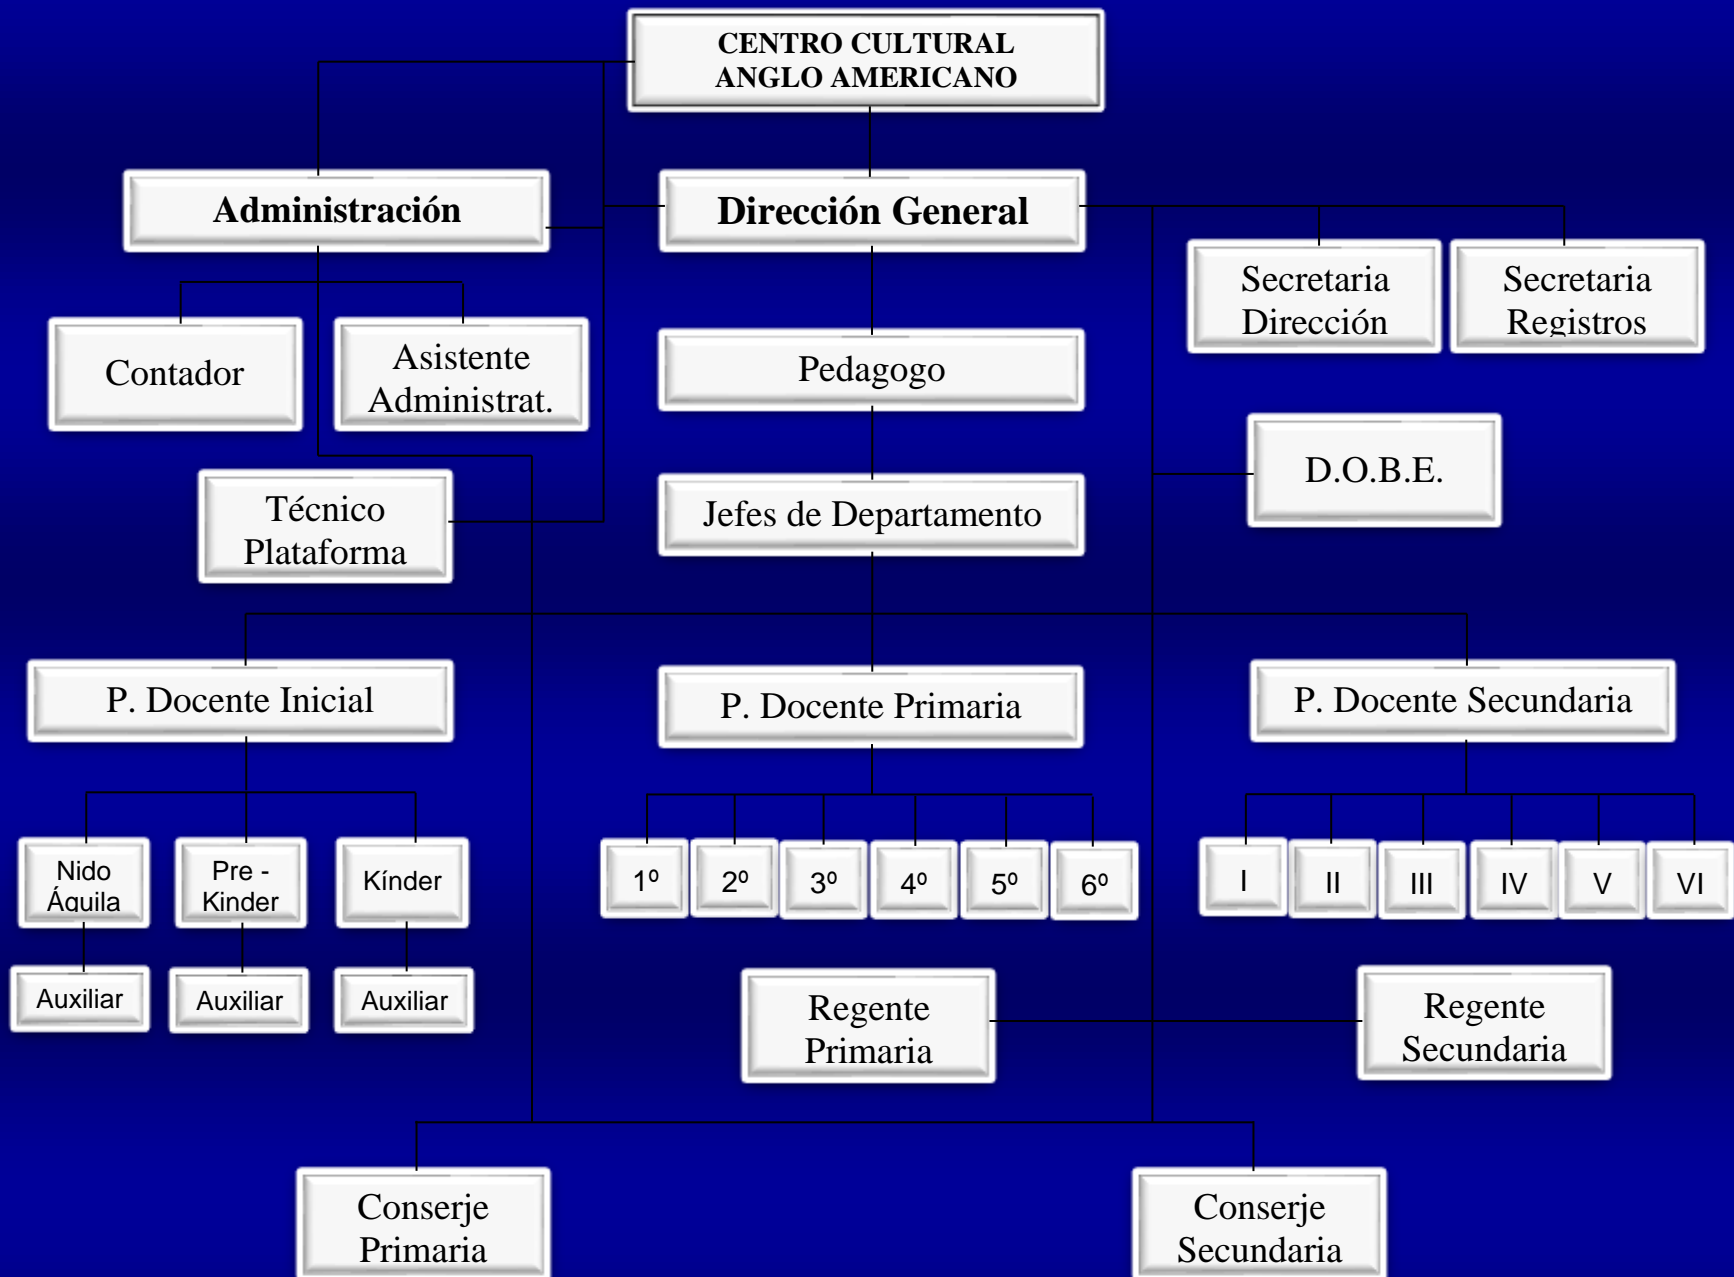 CENTRO CULTURAL
ANGLO AMERICANO
Administración
Dirección General
Secretaria
Dirección
Secretaria
Registros
Contador
Asistente
Administrat.
Pedagogo
D.O.B.E.
Técnico
Plataforma
Jefes de Departamento
P. Docente Inicial
P. Docente Primaria
P. Docente Secundaria
Nido
Áquila
Pre -
Kinder
Kínder
1º
2º
3º
4º
5º
6º
I
II
III
IV
V
VI
Auxiliar
Auxiliar
Auxiliar
Regente
Primaria
Regente
Secundaria
Conserje
Primaria
Conserje
Secundaria